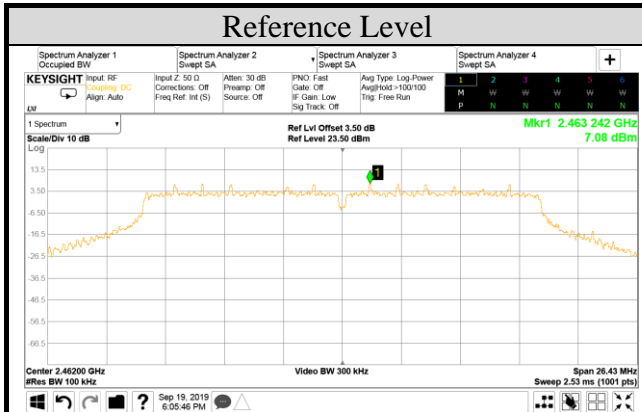 Reference Level
Spectrum Analyzer 1
Occupied BW
Spectrum Analyzer 2
Swept SA
Spectrum Analyzer 3
Swept SA
Spectrum Analyzer 4
Swept SA
KEYSIGHT
Input: RF
Coupling: DC
Align: Auto
Input Z: 50 Ω
Corrections: Off
Freq Ref: Int (S)
Atten: 30 dB
Preamp: Off
Source: Off
PNO: Fast
Gate: Off
IF Gain: Low
Sig Track: Off
Avg Type: Log-Power
Avg|Hold:>100/100
Trig: Free Run
1 2 3 4 5 6
M W W W W W
P N N N N N
LXI
1 Spectrum
Scale/Div 10 dB
Ref Lvl Offset 3.50 dB
Ref Level 23.50 dBm
Mkr1 2.463 242 GHz
7.08 dBm
Log
1
13.5
3.50
-6.50
-16.5
-26.5
-36.5
-46.5
-56.5
-66.5
Center 2.46200 GHz
#Res BW 100 kHz
Video BW 300 kHz
Span 26.43 MHz
Sweep 2.53 ms (1001 pts)
?
Sep 19, 2019
6:05:46 PM